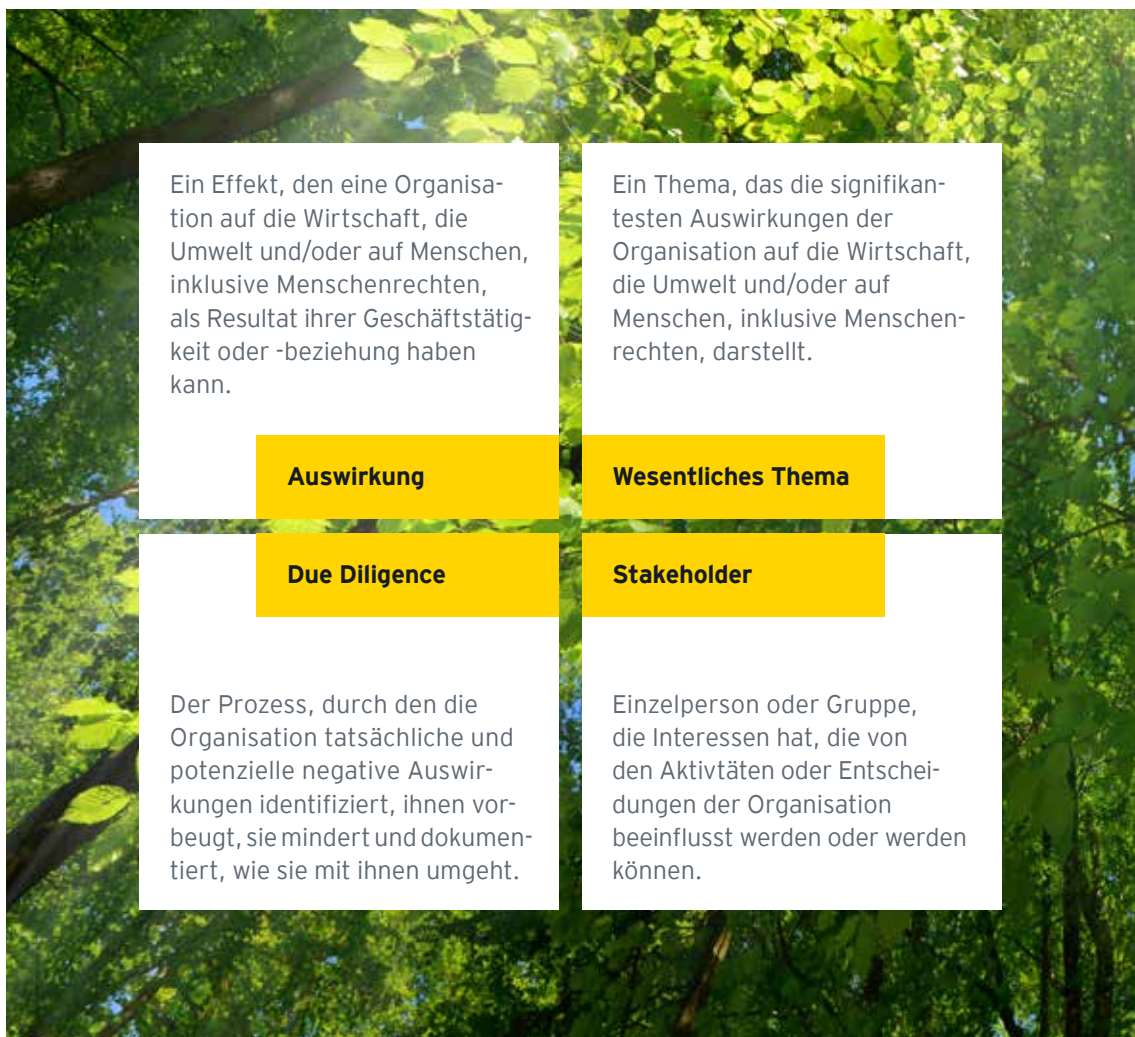 Ein Effekt, den eine Organisa-
tion auf die Wirtschaft, die
Umwelt und/oder auf Menschen,
inklusive Menschenrechten,
als Resultat ihrer Geschäftstätig-
keit oder -beziehung haben
kann.
Auswirkung
Ein Thema, das die signifikan-
testen Auswirkungen der
Organisation auf die Wirtschaft,
die Umwelt und/oder auf
Menschen, inklusive Menschen-
rechten, darstellt.
Wesentliches Thema
Due Diligence
Der Prozess, durch den die
Organisation tatsächliche und
potenzielle negative Auswir-
kungen identifiziert, ihnen vor-
beugt, sie mindert und dokumen-
tiert, wie sie mit ihnen umgeht.
Stakeholder
Einzelperson oder Gruppe,
die Interessen hat, die von
den Aktivtäten oder Entschei-
dungen der Organisation
beeinflusst werden oder werden
können.